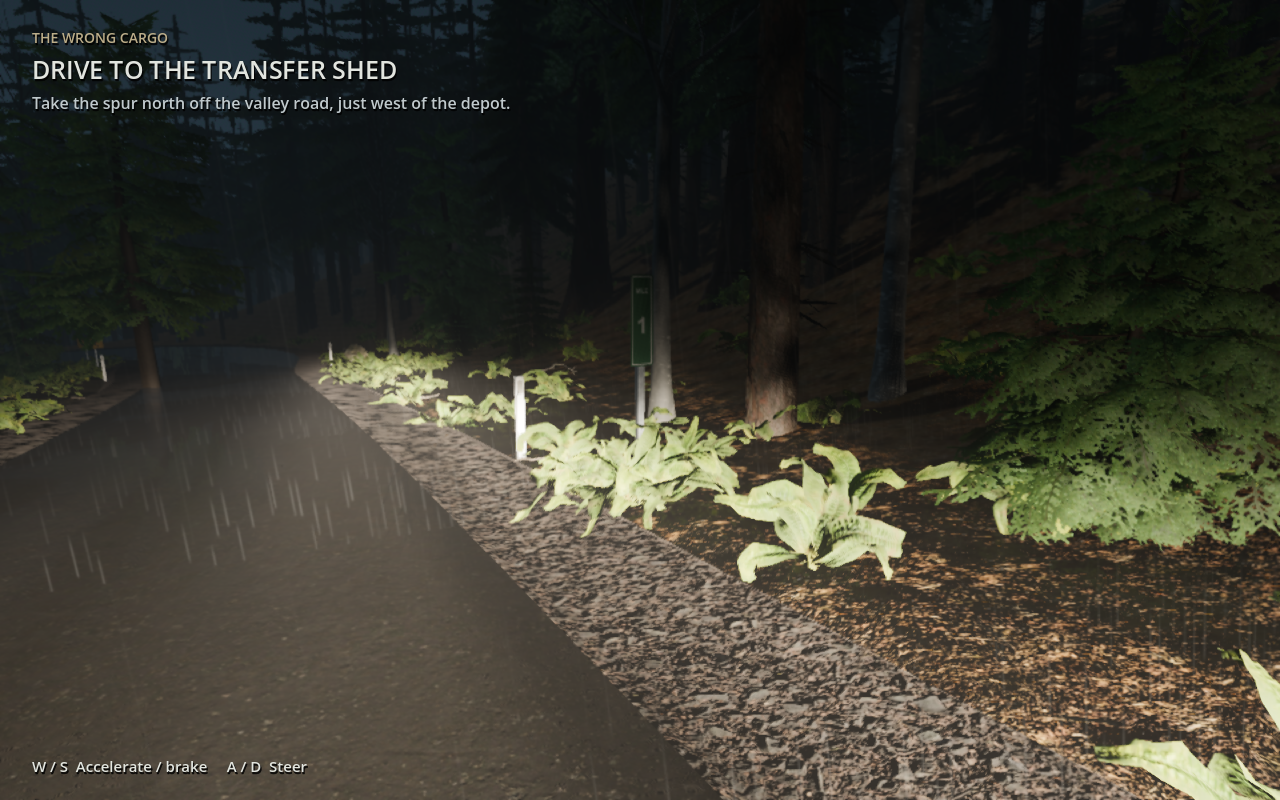 THE WRONG CARGO
DRIVE TO THE TRANSFER SHED
Take the spur north off the valley road, just west of the depot.
1
W / S Accelerate / brake A / D Steer